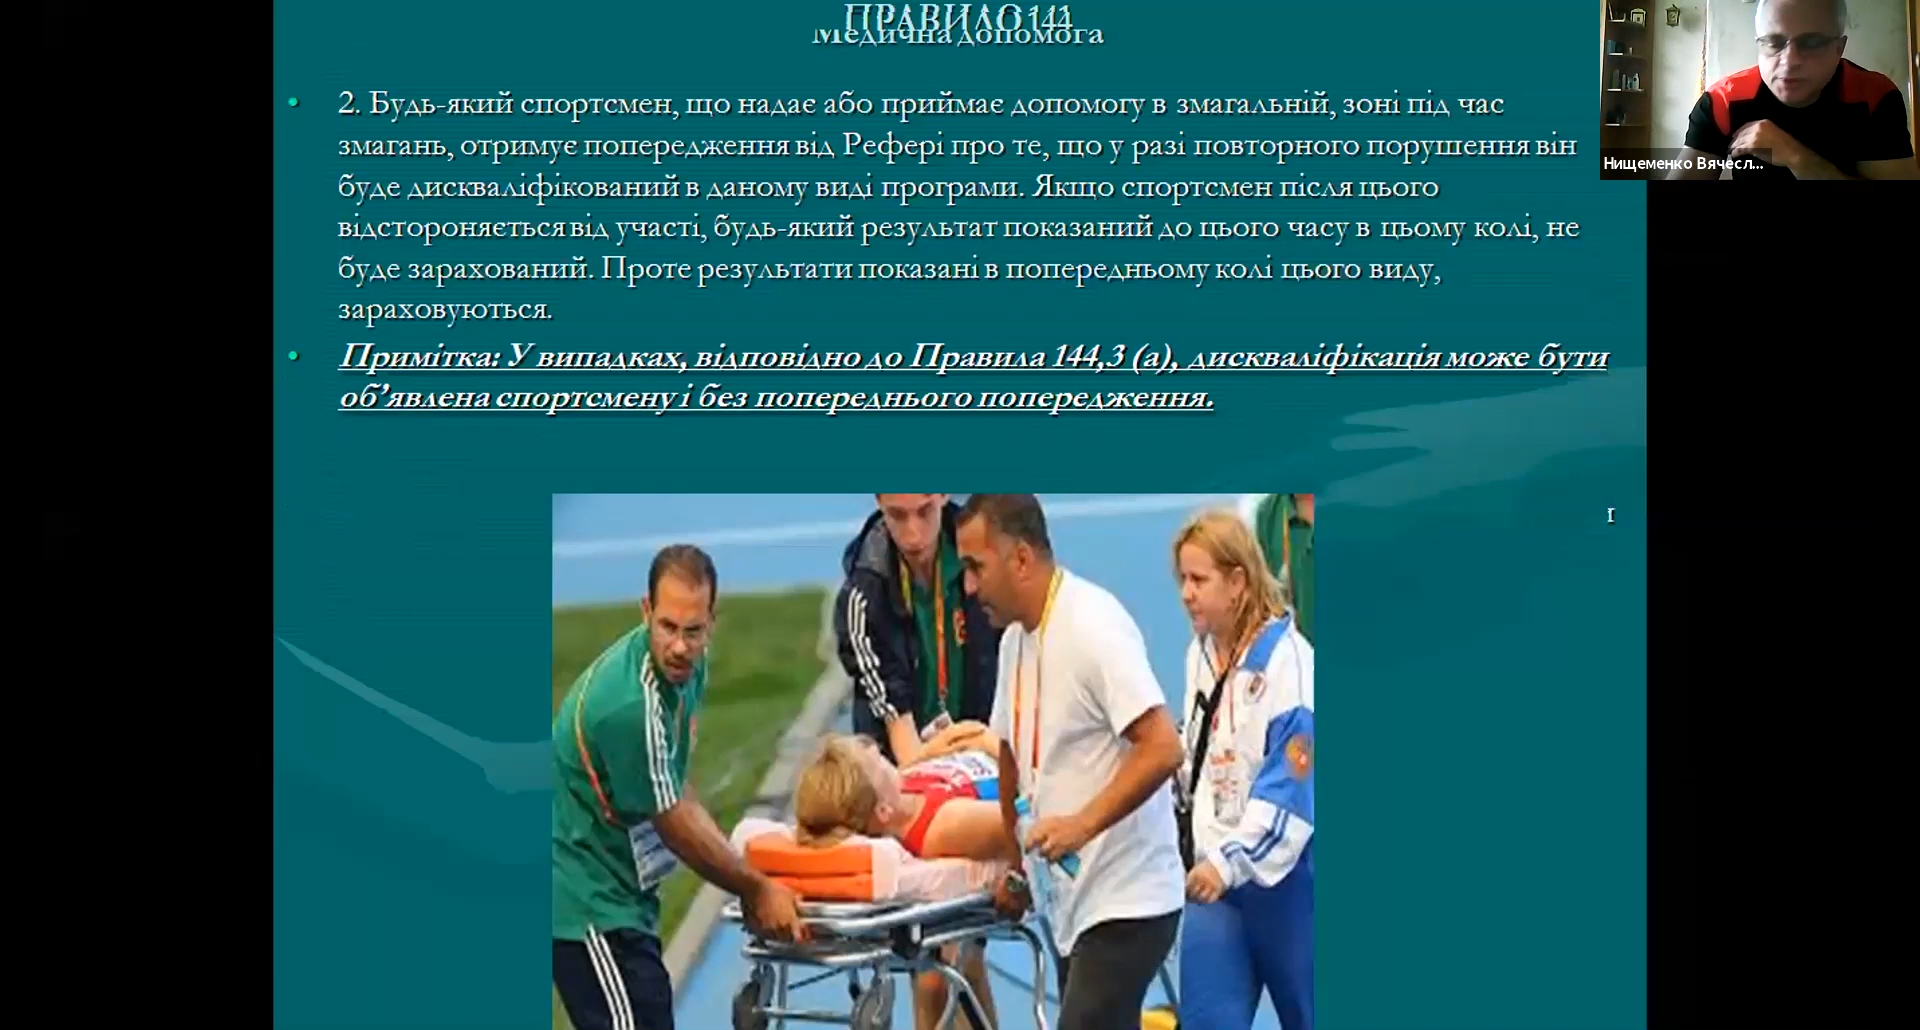 ПРАВИЛО 144
Медична допомога
• 2. Будь-який спортсмен, що надає або приймає допомогу в змагальній, зоні під час
змагань, отримує попередження від Рефері про те, що у разі повторного порушення він
буде дискваліфікований в даному виді програми. Якщо спортсмен після цього
відстороняється від участі, будь-який результат показаний до цього часу в цьому колі, не
буде зарахований. Проте результати показані в попередньому колі цього виду,
зараховуються.
• Примітка: У випадках, відповідно до Правила 144,3 (а), дискваліфікація може бути
об’явлена спортсмену і без попереднього попередження.
Нищеменко Вячесл...